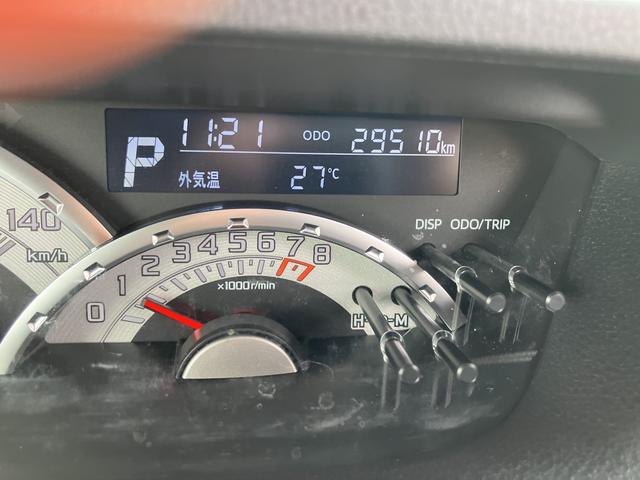 11:21 ODO 29510km
P
外気温 27℃
DISP ODO/TRIP
140
km/h
0 1 2 3 4 5 6 7 8
×1000r/min
H M